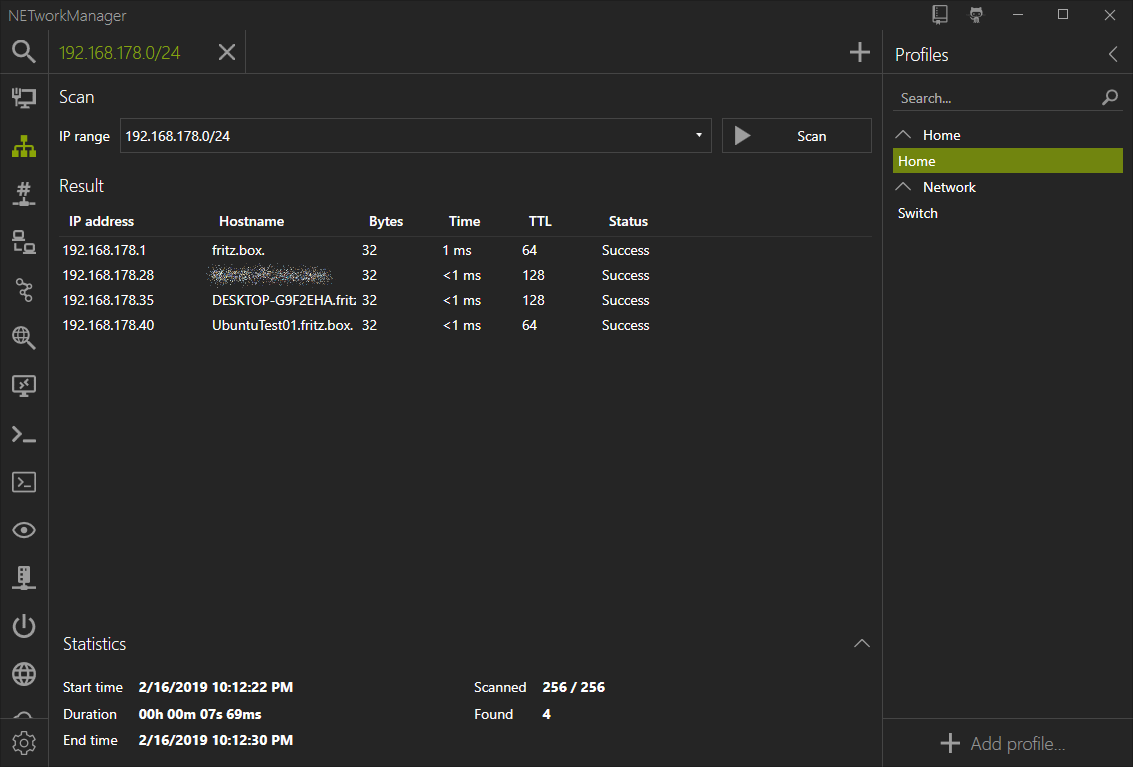 NETworkManager
192.168.178.0/24
Profiles
Scan
Search...
IP range 192.168.178.0/24 Scan
Home
Home
Network
Switch
Result
IP address Hostname Bytes Time TTL Status
192.168.178.1 fritz.box. 32 1 ms 64 Success
192.168.178.28 32 <1 ms 128 Success
192.168.178.35 DESKTOP-G9F2EHA.fritz 32 <1 ms 128 Success
192.168.178.40 UbuntuTest01.fritz.box. 32 <1 ms 64 Success
Statistics
Start time 2/16/2019 10:12:22 PM Scanned 256 / 256
Duration 00h 00m 07s 69ms Found 4
End time 2/16/2019 10:12:30 PM
Add profile...